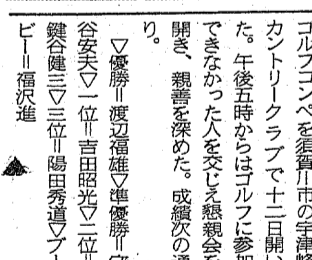 ゴルフコンペを須賀川市の宇津峰
カントリークラブで十二日開い
た。午後五時からはゴルフに参加
できなかった人を交じえ懇親会を
開き、親善を深めた。成績次の通
り。
▽優勝＝渡辺福雄▽準優勝＝
谷安夫▽一位＝吉田昭光▽二位＝
鍵谷健三▽三位＝陽田秀道▽ブー
ビー＝福沢進